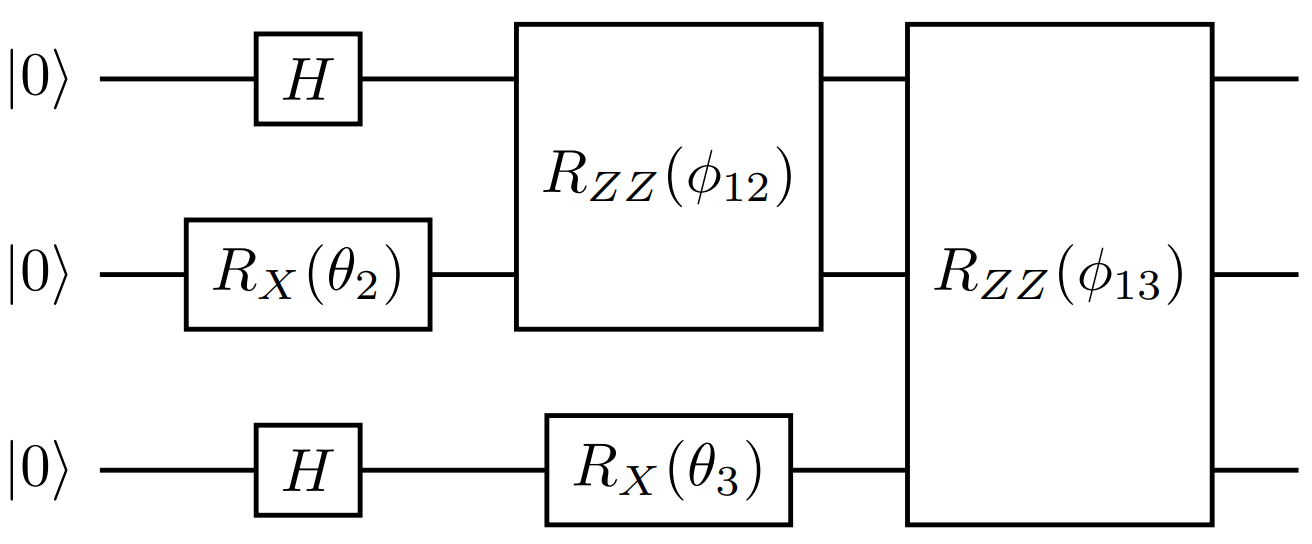 |0⟩ H
R_{ZZ}(ϕ_{12})
|0⟩ R_X(θ_2) R_{ZZ}(ϕ_{13})
|0⟩ H R_X(θ_3)